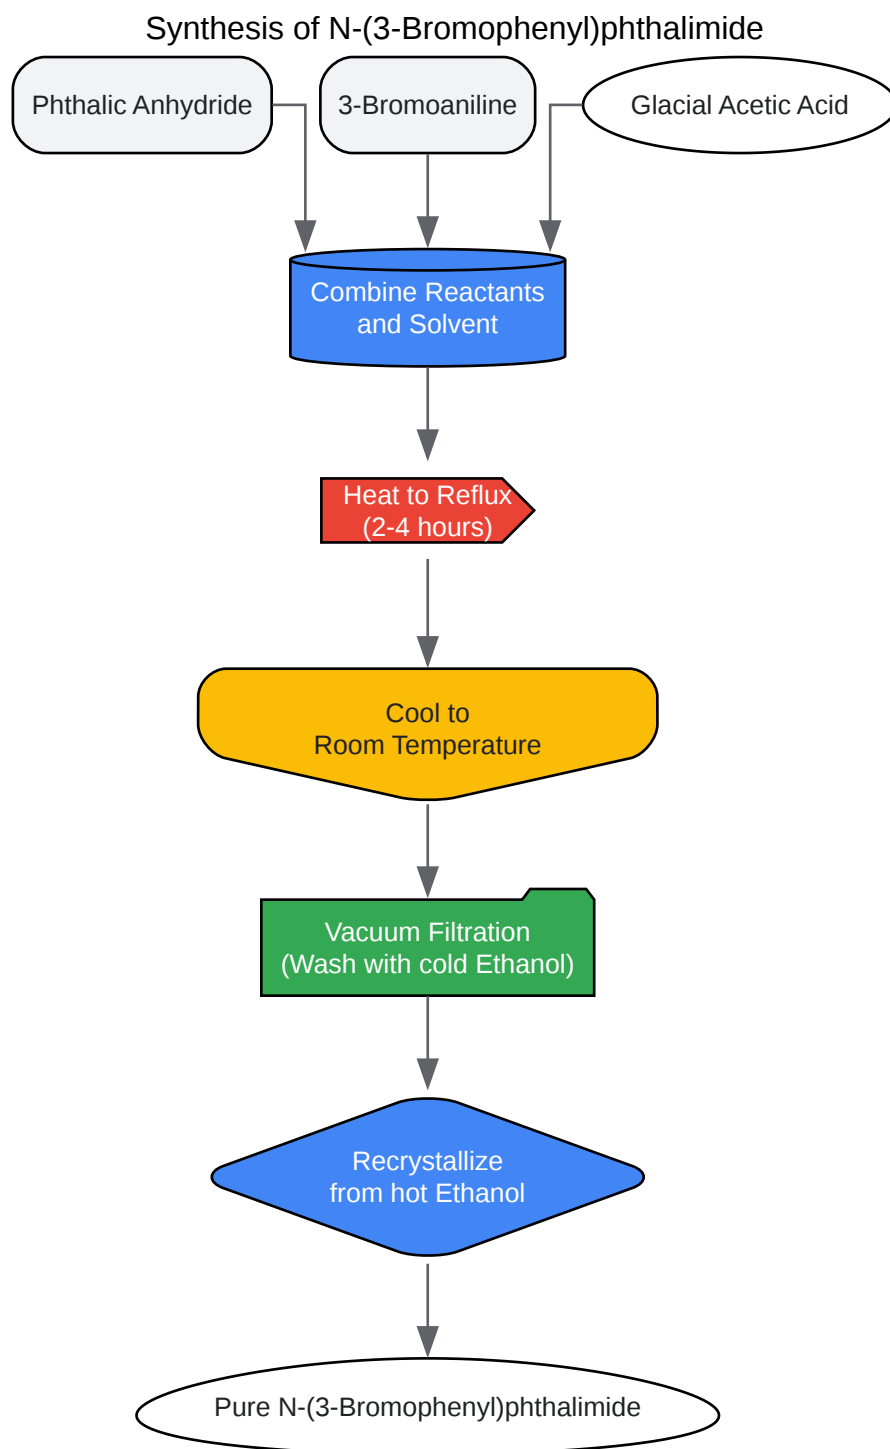 Synthesis of N-(3-Bromophenyl)phthalimide
Phthalic Anhydride
3-Bromoaniline
Glacial Acetic Acid
Combine Reactants
and Solvent
Heat to Reflux
(2-4 hours)
Cool to
Room Temperature
Vacuum Filtration
(Wash with cold Ethanol)
Recrystallize
from hot Ethanol
Pure N-(3-Bromophenyl)phthalimide